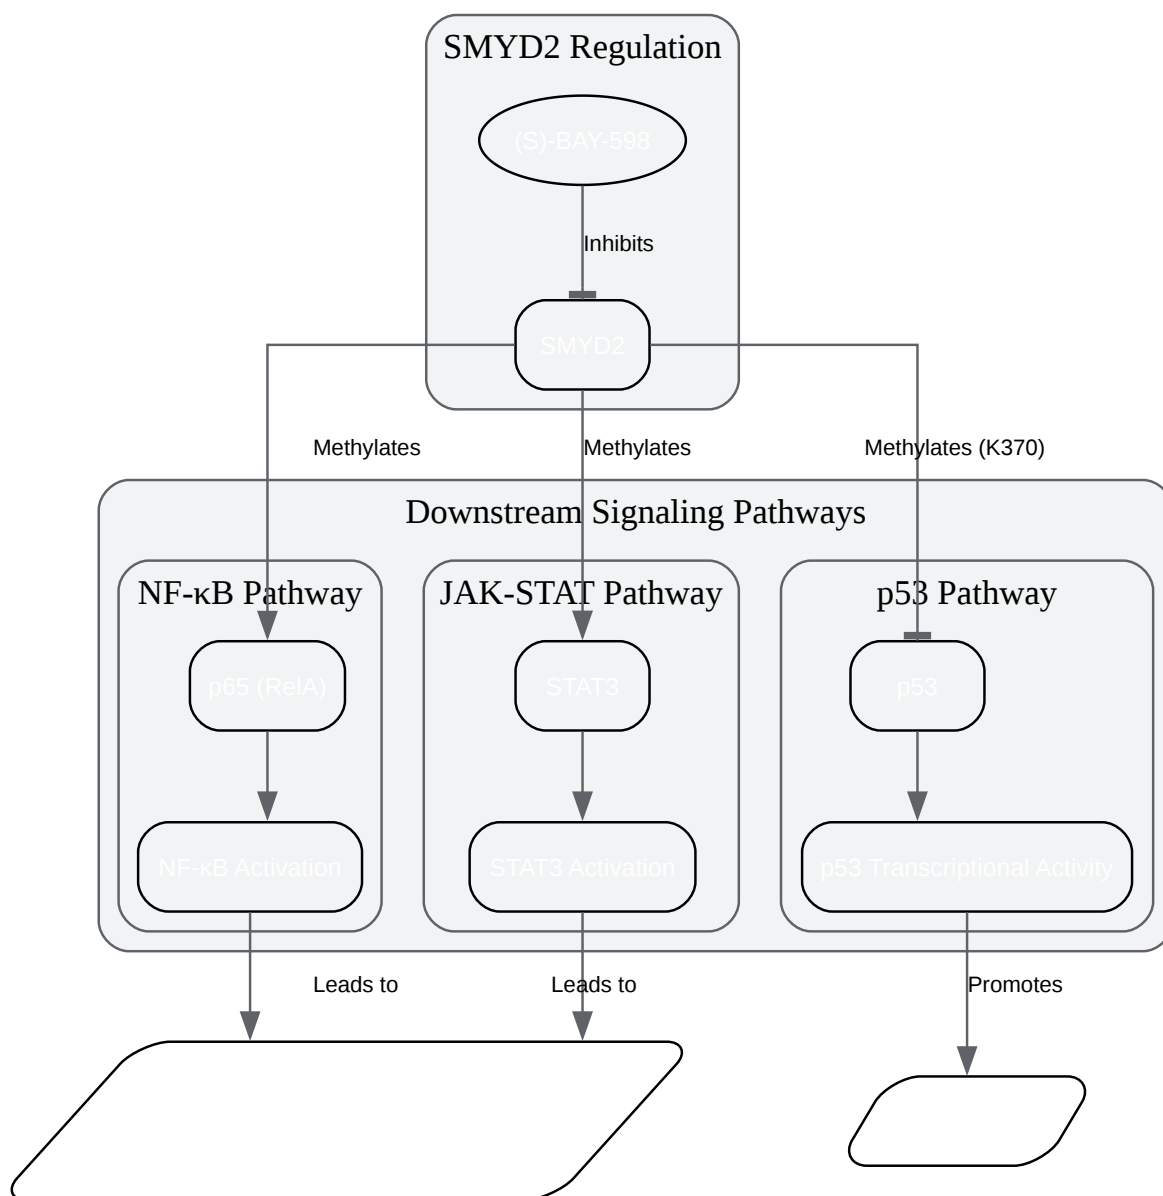 SMYD2 Regulation
(S)-BAY-598
Inhibits
SMYD2
Methylates
Methylates
Methylates (K370)
Downstream Signaling Pathways
NF-κB Pathway
JAK-STAT Pathway
p53 Pathway
p65 (RelA)
STAT3
p53
NF-κB Activation
STAT3 Activation
p53 Transcriptional Activity
Leads to
Leads to
Promotes